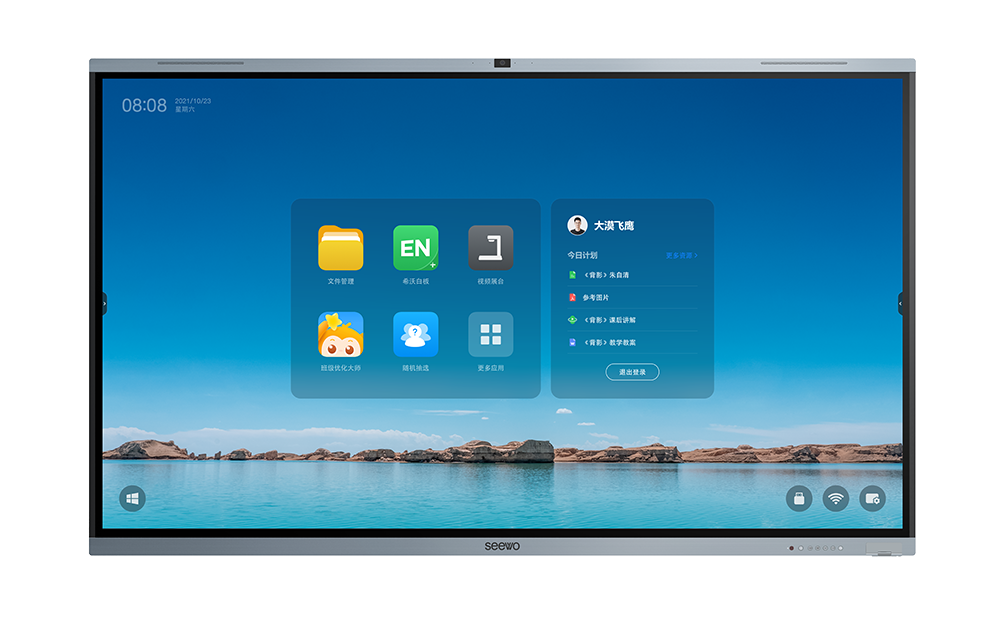 08:08
2021/10/23
星期六
文件管理
EN
希沃白板
视频展台
班级优化大师
?
随机抽选
更多应用
大漠飞鹰
今日计划
更多资源 >
《背影》朱自清
参考图片
《背影》课后讲解
《背影》教学教案
退出登录
seewo